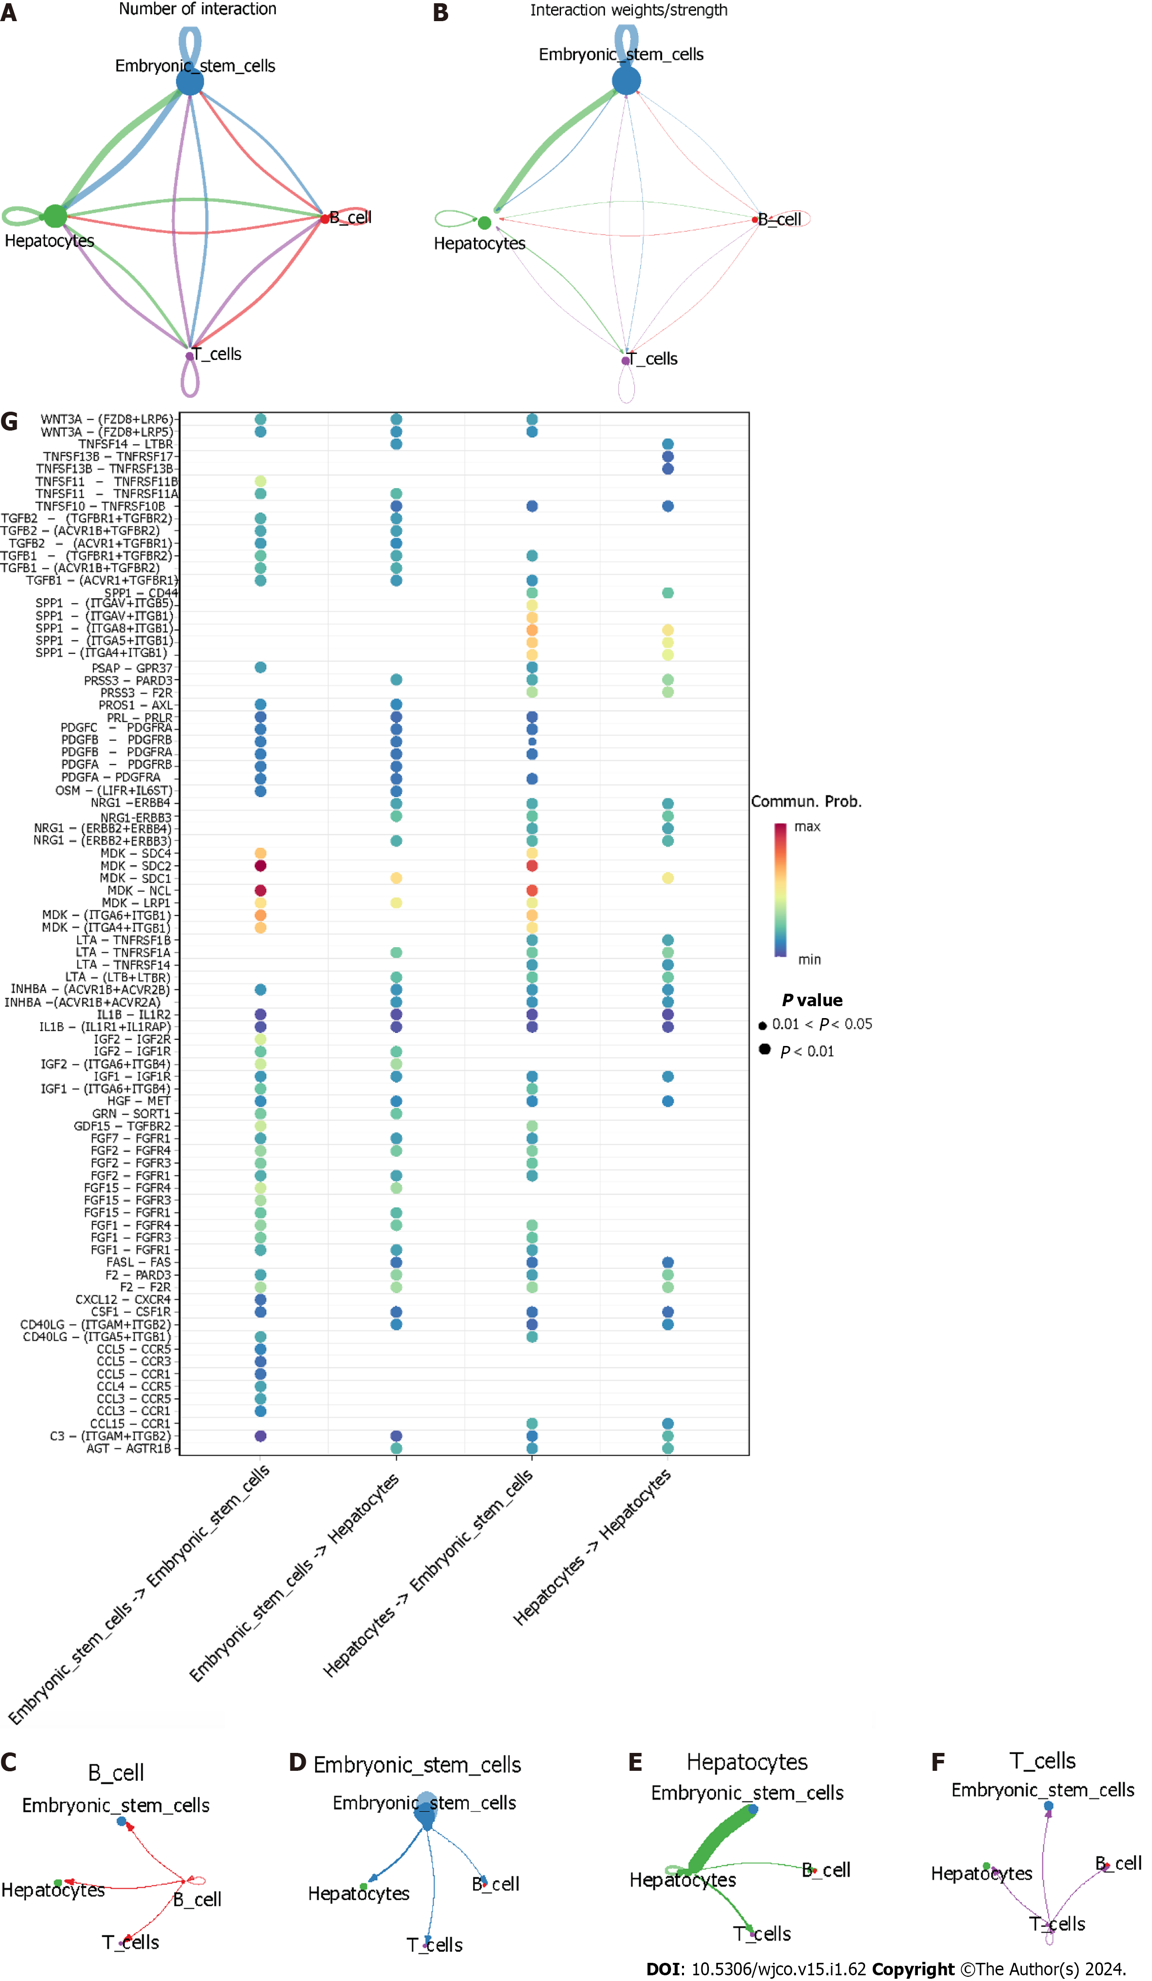 A
Number of interaction
B
Interaction weights/strength
Embryonic_stem_cells
Embryonic_stem_cells
B_cell
B_cell
Hepatocytes
Hepatocytes
T_cells
T_cells
G
WNT3A – (FZD8+LRP6)
WNT3A – (FZD8+LRP5)
TNFSF14 – LTBR
TNFSF13B – TNFRSF17
TNFSF13B – TNFRSF13B
TNFSF11 – TNFRSF11B
TNFSF11 – TNFRSF11A
TNFSF10 – TNFRSF10B
TGFB2 – (TGFBR1+TGFBR2)
TGFB2 – (ACVR1B+TGFBR2)
TGFB2 – (ACVR1+TGFBR1)
TGFB1 – (TGFBR1+TGFBR2)
TGFB1 – (ACVR1B+TGFBR2)
TGFB1 – (ACVR1+TGFBR1)
SPP1 – CD44
SPP1 – (ITGAV+ITGB5)
SPP1 – (ITGAV+ITGB1)
SPP1 – (ITGA8+ITGB1)
SPP1 – (ITGA5+ITGB1)
SPP1 – (ITGA4+ITGB1)
PSAP – GPR37
PRSS3 – PARD3
PRSS3 – F2R
PROS1 – AXL
PRL – PRLR
PDGFC – PDGFRA
PDGFB – PDGFRB
PDGFB – PDGFRA
PDGFA – PDGFRB
PDGFA – PDGFRA
OSM – (LIFR+IL6ST)
NRG1 –ERBB4
NRG1-ERBB3
NRG1 – (ERBB2+ERBB4)
NRG1 – (ERBB2+ERBB3)
MDK – SDC4
MDK – SDC2
MDK – SDC1
MDK – NCL
MDK – LRP1
MDK – (ITGA6+ITGB1)
MDK – (ITGA4+ITGB1)
LTA – TNFRSF1B
LTA – TNFRSF1A
LTA – TNFRSF14
LTA – (LTB+LTBR)
INHBA – (ACVR1B+ACVR2B)
INHBA –(ACVR1B+ACVR2A)
IL1B – IL1R2
IL1B – (IL1R1+IL1RAP)
IGF2 – IGF2R
IGF2 – IGF1R
IGF2 – (ITGA6+ITGB4)
IGF1 – IGF1R
IGF1 – (ITGA6+ITGB4)
HGF – MET
GRN – SORT1
GDF15 – TGFBR2
FGF7 – FGFR1
FGF2 – FGFR4
FGF2 – FGFR3
FGF2 – FGFR1
FGF15 – FGFR4
FGF15 – FGFR3
FGF15 – FGFR1
FGF1 – FGFR4
FGF1 – FGFR3
FGF1 – FGFR1
FASL – FAS
F2 – PARD3
F2 – F2R
CXCL12 – CXCR4
CSF1 – CSF1R
CD40LG – (ITGAM+ITGB2)
CD40LG – (ITGA5+ITGB1)
CCL5 – CCR5
CCL5 – CCR3
CCL5 – CCR1
CCL4 – CCR5
CCL3 – CCR5
CCL3 – CCR1
CCL15 – CCR1
C3 – (ITGAM+ITGB2)
AGT – AGTR1B
Commun. Prob.
max
min
P value
0.01 < P < 0.05
P < 0.01
Embryonic_stem_cells -> Embryonic_stem_cells
Embryonic_stem_cells -> Hepatocytes
Hepatocytes -> Embryonic_stem_cells
Hepatocytes -> Hepatocytes
C
B_cell
Embryonic_stem_cells
Hepatocytes
B_cell
T_cells
D
Embryonic_stem_cells
Embryonic_stem_cells
Hepatocytes
B_cell
T_cells
E
Hepatocytes
Embryonic_stem_cells
Hepatocytes
B_cell
T_cells
F
T_cells
Embryonic_stem_cells
Hepatocytes
B_cell
T_cells
DOI: 10.5306/wjco.v15.i1.62 Copyright ©The Author(s) 2024.